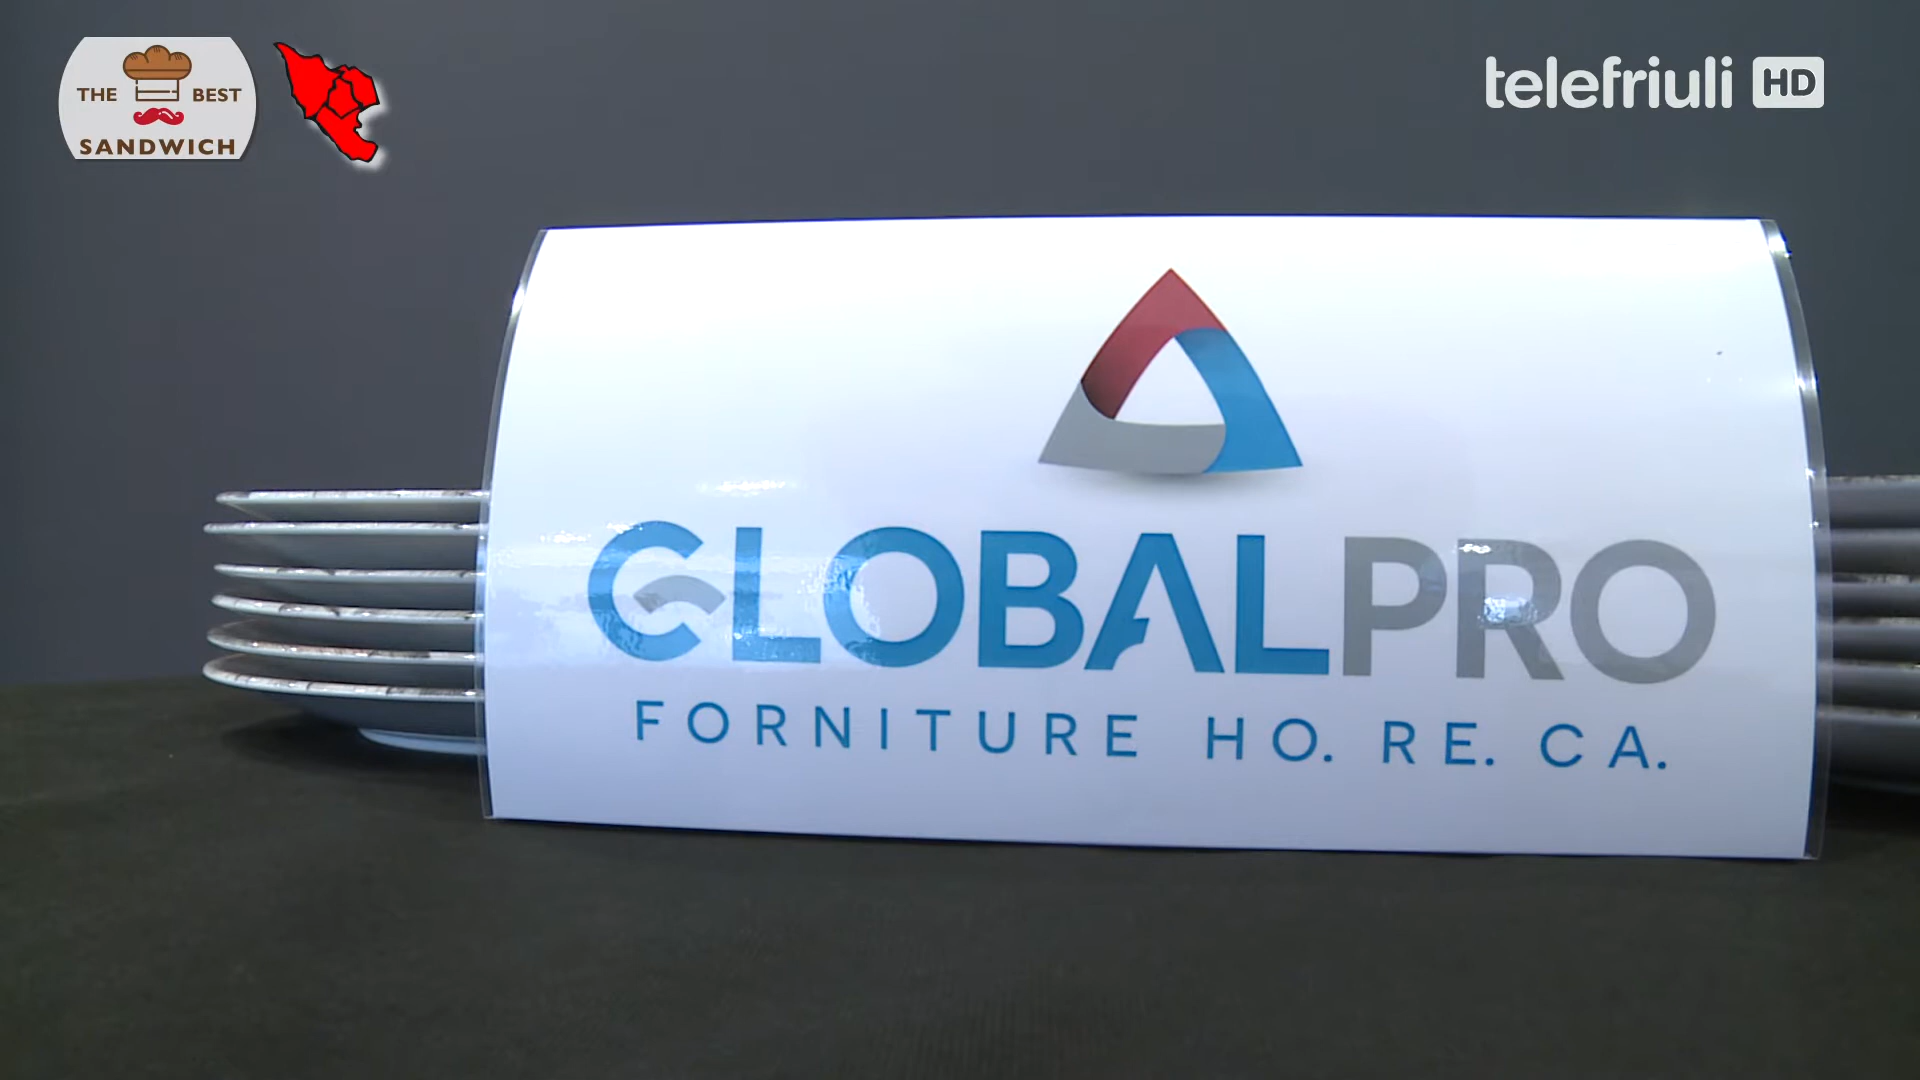 THE BEST
SANDWICH
telefriuli HD
GLOBALPRO
FORNITURE HO. RE. CA.